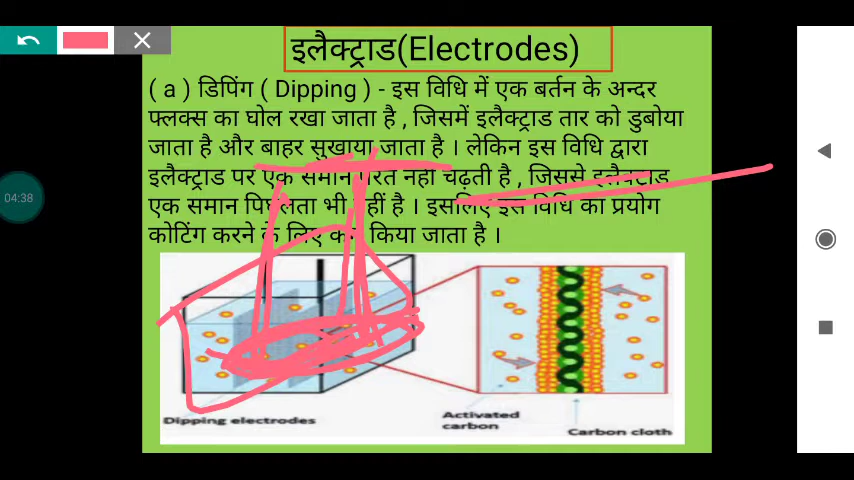 04:38
इलैक्ट्राड(Electrodes)
( a ) डिपिंग ( Dipping ) - इस विधि में एक बर्तन के अन्दर
फ्लक्स का घोल रखा जाता है , जिसमें इलैक्ट्राड तार को डुबोया
जाता है और बाहर सुखाया जाता है । लेकिन इस विधि द्वारा
इलैक्ट्राड पर एक समान परत नहीं चढ़ती है , जिससे इलैक्ट्राड
एक समान पिघलता भी नहीं है । इसलिए इस विधि का प्रयोग
कोटिंग करने के लिए कम किया जाता है ।
Dipping electrodes
Activated
carbon
Carbon cloth